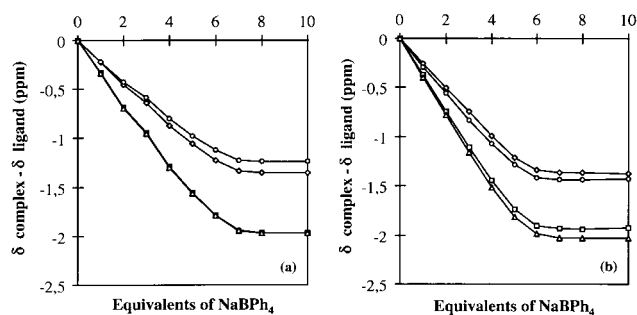 0 2 4 6 8 10
0
-0,5
-1
-1,5
-2
-2,5
δ complex - δ ligand (ppm)
(a)
Equivalents of NaBPh4
0 2 4 6 8 10
0
-0,5
-1
-1,5
-2
-2,5
δ complex - δ ligand (ppm)
(b)
Equivalents of NaBPh4